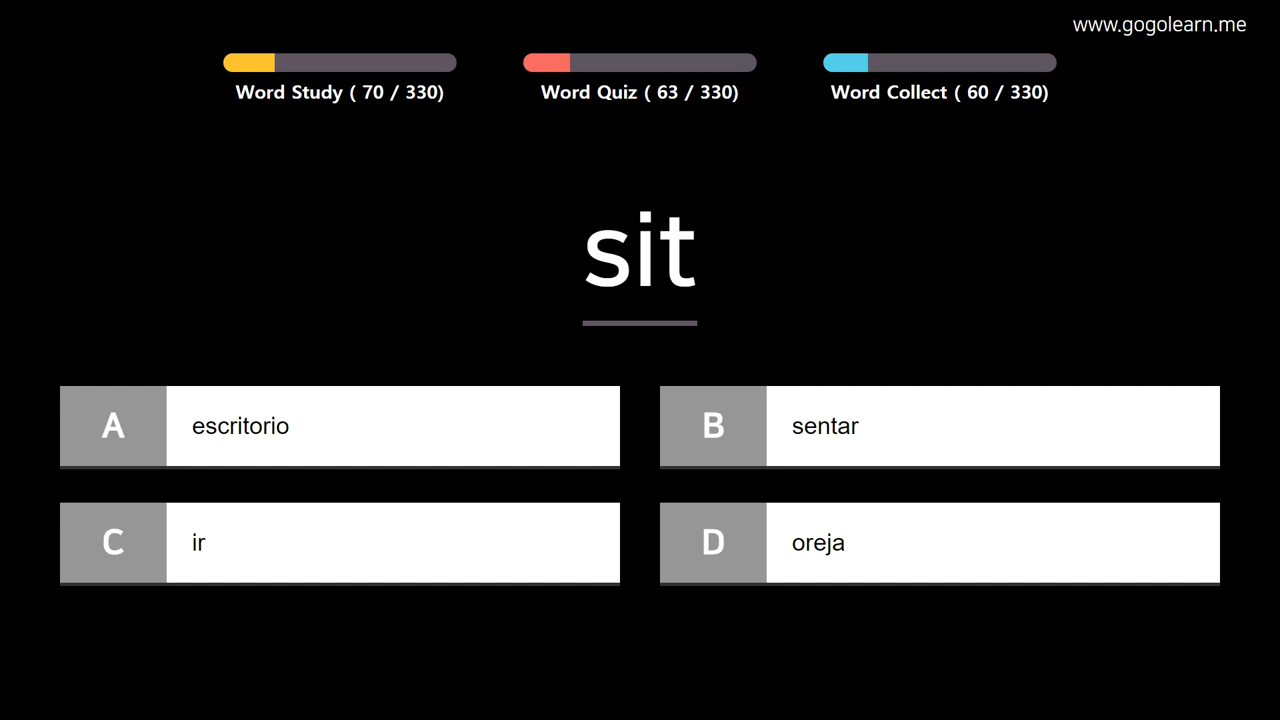 www.gogolearn.me
Word Study ( 70 / 330)
Word Quiz ( 63 / 330)
Word Collect ( 60 / 330)
sit
A escritorio
B sentar
C ir
D oreja